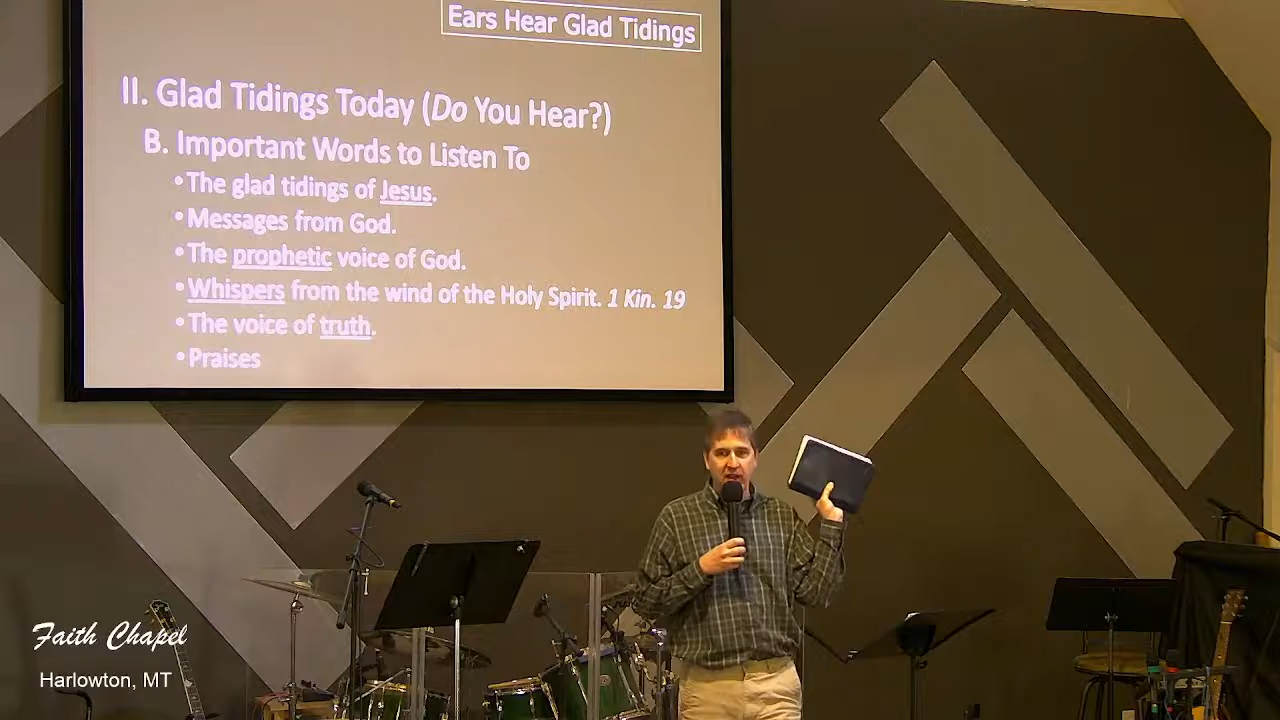 Ears Hear Glad Tidings
II. Glad Tidings Today (Do You Hear?)
B. Important Words to Listen To
•The glad tidings of Jesus.
•Messages from God.
•The prophetic voice of God.
•Whispers from the wind of the Holy Spirit. 1 Kin. 19
•The voice of truth.
•Praises
Faith Chapel
Harlowton, MT